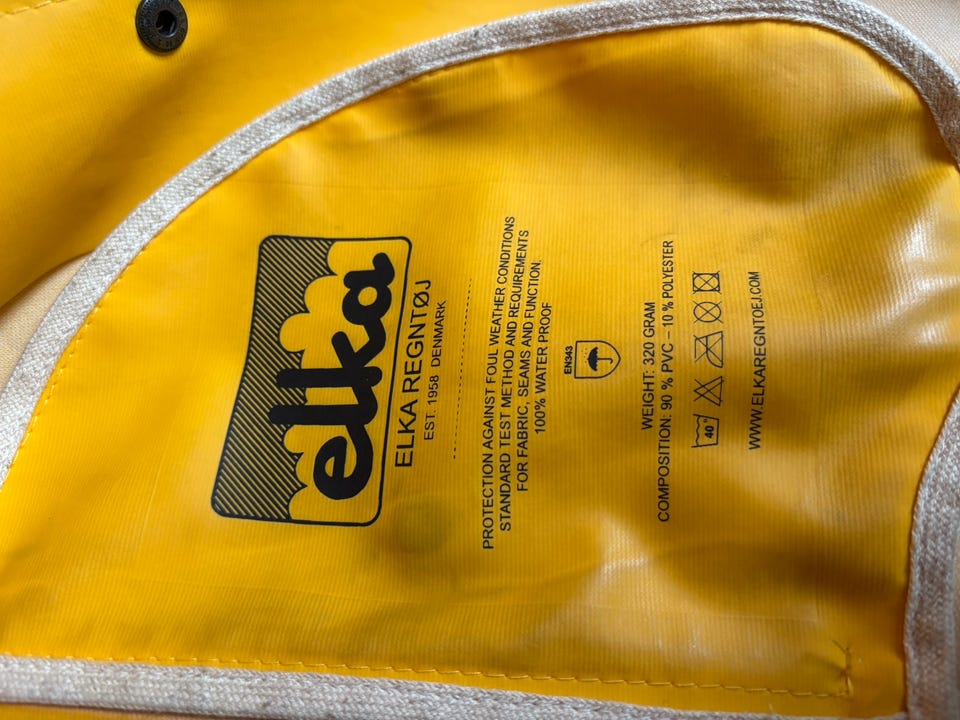 elka
ELKA REGNTØJ
EST. 1958 DENMARK
PROTECTION AGAINST FOUL WEATHER CONDITIONS
STANDARD TEST METHOD AND REQUIREMENTS
FOR FABRIC, SEAMS AND FUNCTION.
100% WATER PROOF
EN343
WEIGHT: 320 GRAM
COMPOSITION: 90 % PVC – 10 % POLYESTER
40°
WWW.ELKAREGNTOEJ.COM